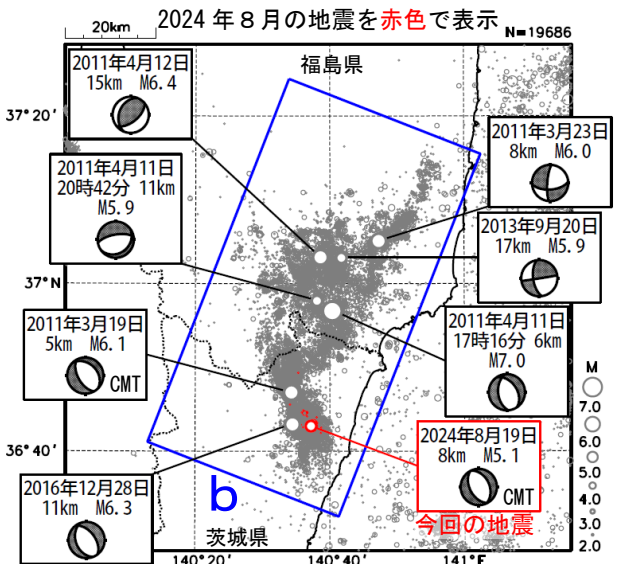 2024年8月の地震を赤色で表示
20km
N=19686
福島県
2011年4月12日
15km M6.4
37°20′
2011年3月23日
8km M6.0
2011年4月11日
20時42分 11km
M5.9
2013年9月20日
17km M5.9
37°N
2011年4月11日
17時16分 6km
M7.0
2011年3月19日
5km M6.1
CMT
M
7.0
6.0
5.0
4.0
3.0
2.0
36°40′
2024年8月19日
8km M5.1
CMT
今回の地震
2016年12月28日
11km M6.3
b
茨城県
140°20′
140°40′
141°E